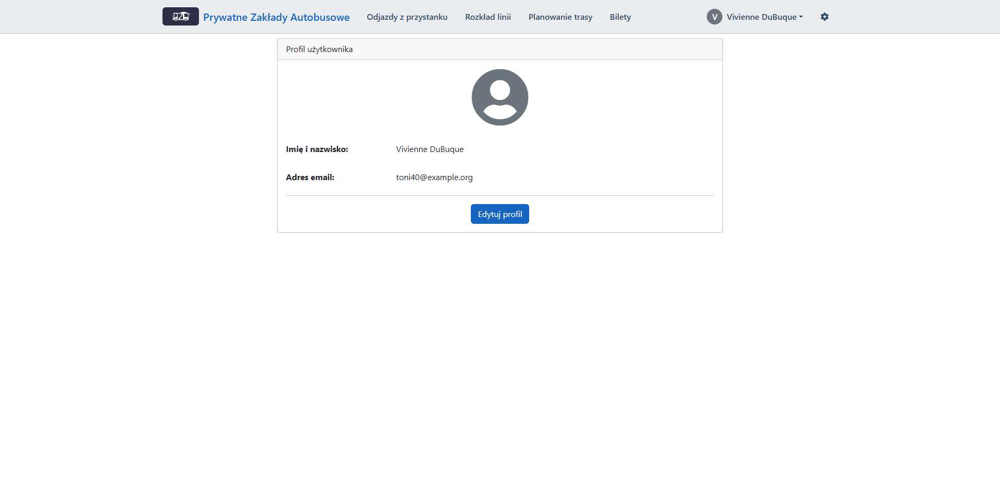 PZA Prywatne Zakłady Autobusowe Odjazdy z przystanku Rozkład linii Planowanie trasy Bilety V Vivienne DuBuque
Profil użytkownika
Imię i nazwisko: Vivienne DuBuque
Adres email: toni40@example.org
Edytuj profil